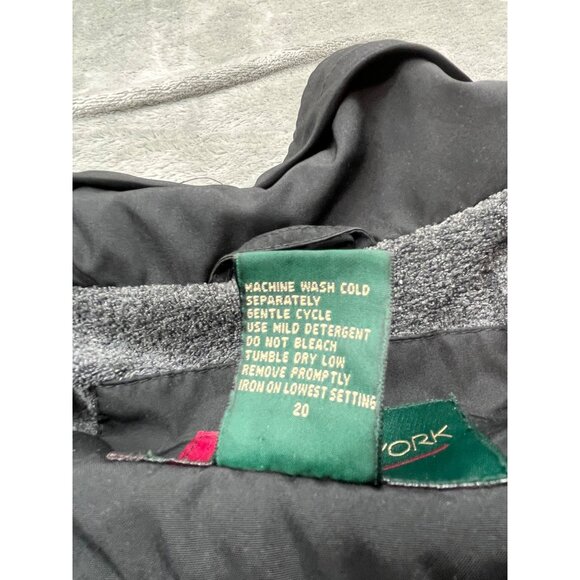 MACHINE WASH COLD
SEPARATELY
GENTLE CYCLE
USE MILD DETERGENT
DO NOT BLEACH
TUMBLE DRY LOW
REMOVE PROMPTLY
IRON ON LOWEST SETTING
20
YORK